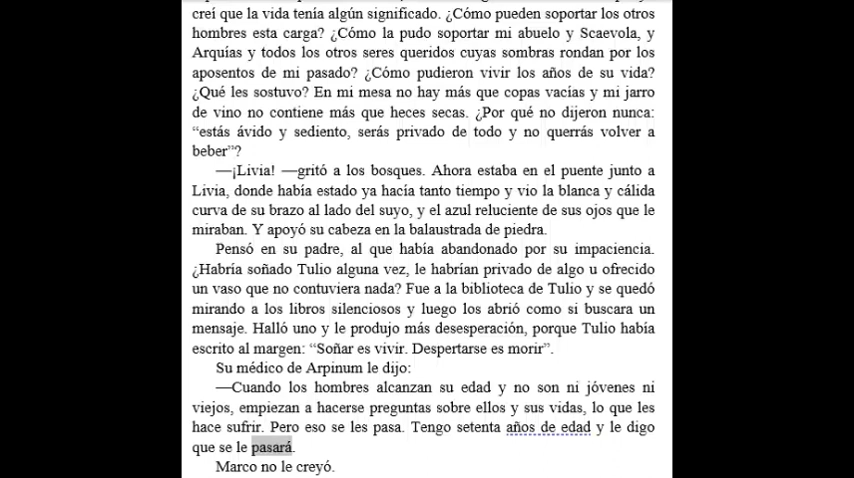 creí que la vida tenía algún significado. ¿Cómo pueden soportar los otros
hombres esta carga? ¿Cómo la pudo soportar mi abuelo y Scaevola, y
Arquías y todos los otros seres queridos cuyas sombras rondan por los
aposentos de mi pasado? ¿Cómo pudieron vivir los años de su vida?
¿Qué les sostuvo? En mi mesa no hay más que copas vacías y mi jarro
de vino no contiene más que heces secas. ¿Por qué no dijeron nunca:
“estás ávido y sediento, serás privado de todo y no querrás volver a
beber”?
—¡Livia! —gritó a los bosques. Ahora estaba en el puente junto a
Livia, donde había estado ya hacía tanto tiempo y vio la blanca y cálida
curva de su brazo al lado del suyo, y el azul reluciente de sus ojos que le
miraban. Y apoyó su cabeza en la balaustrada de piedra.
Pensó en su padre, al que había abandonado por su impaciencia.
¿Habría soñado Tulio alguna vez, le habrían privado de algo u ofrecido
un vaso que no contuviera nada? Fue a la biblioteca de Tulio y se quedó
mirando a los libros silenciosos y luego los abrió como si buscara un
mensaje. Halló uno y le produjo más desesperación, porque Tulio había
escrito al margen: “Soñar es vivir. Despertarse es morir”.
Su médico de Arpinum le dijo:
—Cuando los hombres alcanzan su edad y no son ni jóvenes ni
viejos, empiezan a hacerse preguntas sobre ellos y sus vidas, lo que les
hace sufrir. Pero eso se les pasa. Tengo setenta años de edad y le digo
que se le pasará.
Marco no le creyó.